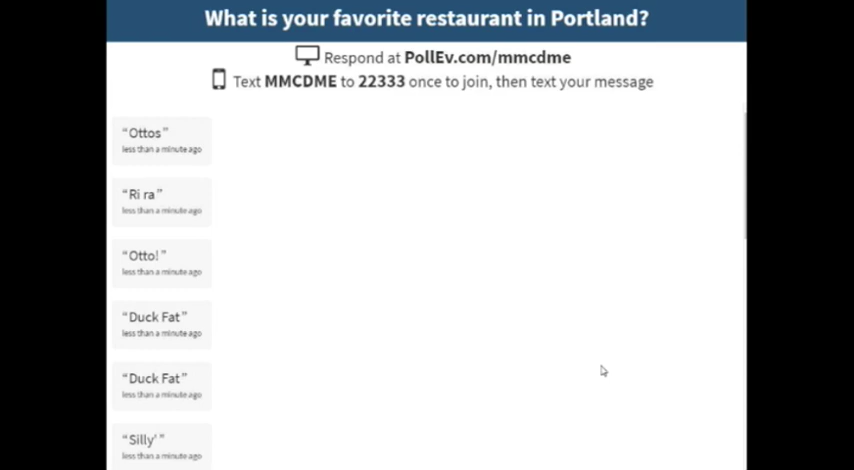 What is your favorite restaurant in Portland?
Respond at PollEv.com/mmcdme
Text MMCDME to 22333 once to join, then text your message
“Ottos”
less than a minute ago
“Ri ra”
less than a minute ago
“Otto!”
less than a minute ago
“Duck Fat”
less than a minute ago
“Duck Fat”
less than a minute ago
“Silly'”
less than a minute ago